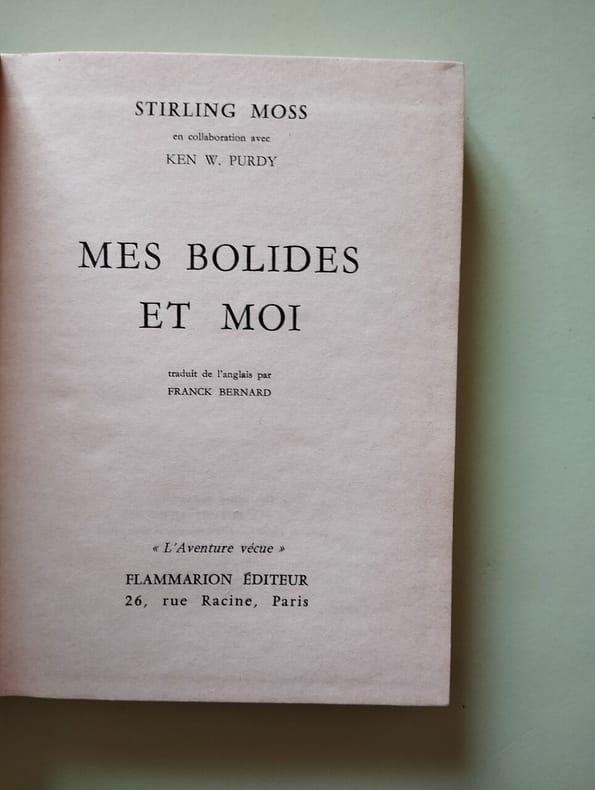 STIRLING MOSS
en collaboration avec
KEN W. PURDY
MES BOLIDES
ET MOI
traduit de l'anglais par
FRANCK BERNARD
« L'Aventure vécue »
FLAMMARION ÉDITEUR
26, rue Racine, Paris